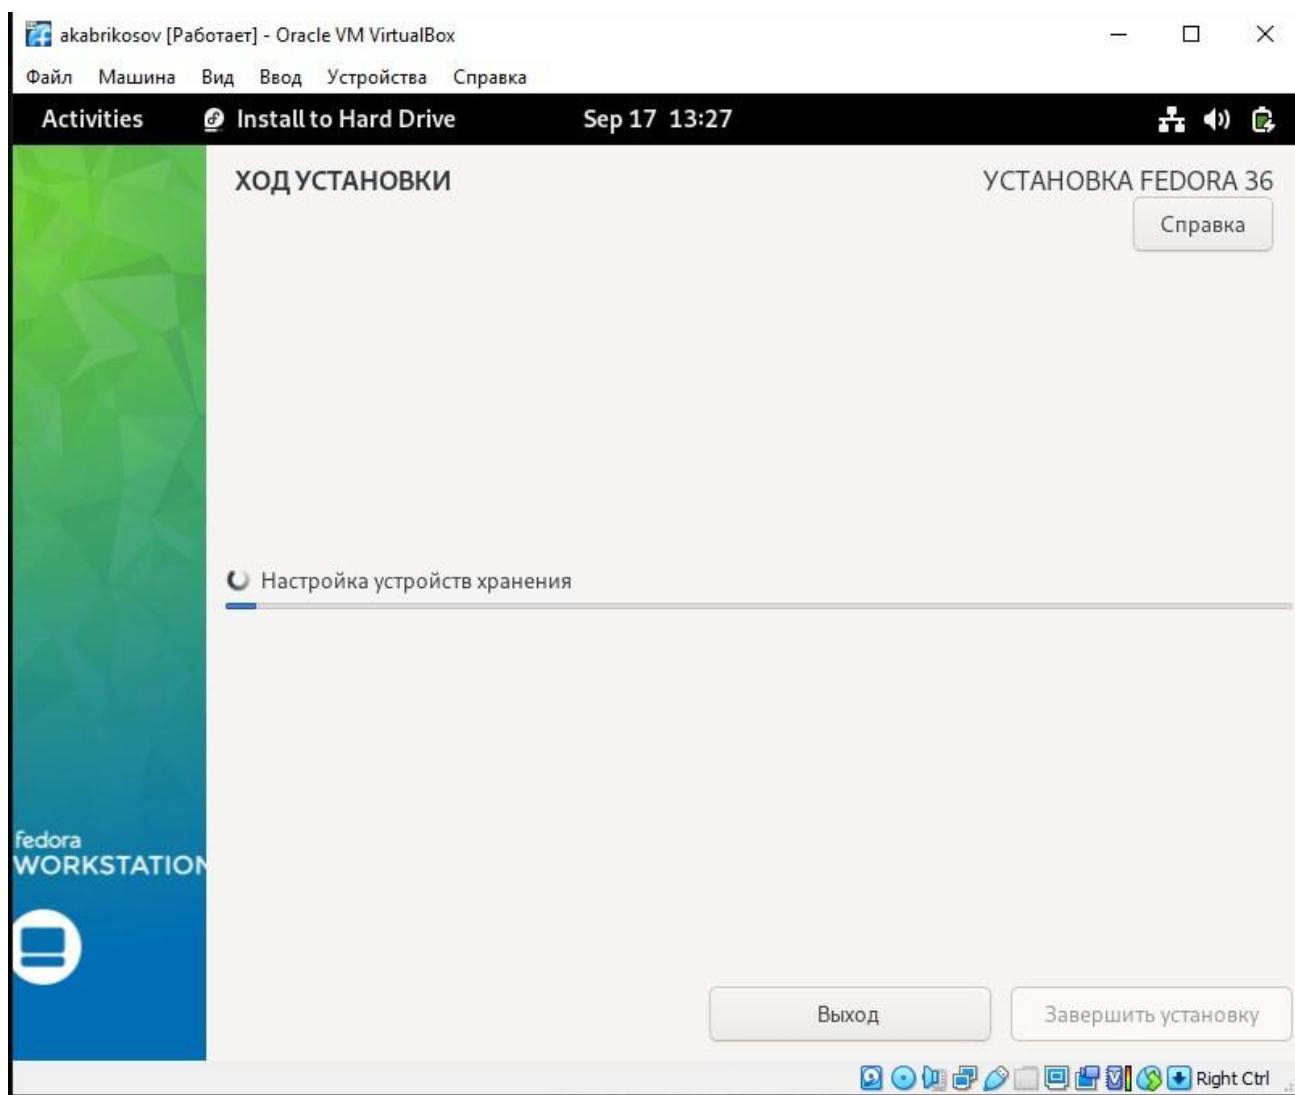 akabrikosov [Работает] - Oracle VM VirtualBox
Файл Машина Вид Ввод Устройства Справка
Activities Install to Hard Drive Sep 17 13:27
ХОД УСТАНОВКИ
УСТАНОВКА FEDORA 36
Справка
Настройка устройств хранения
fedora
WORKSTATION
Выход
Завершить установку
Right Ctrl